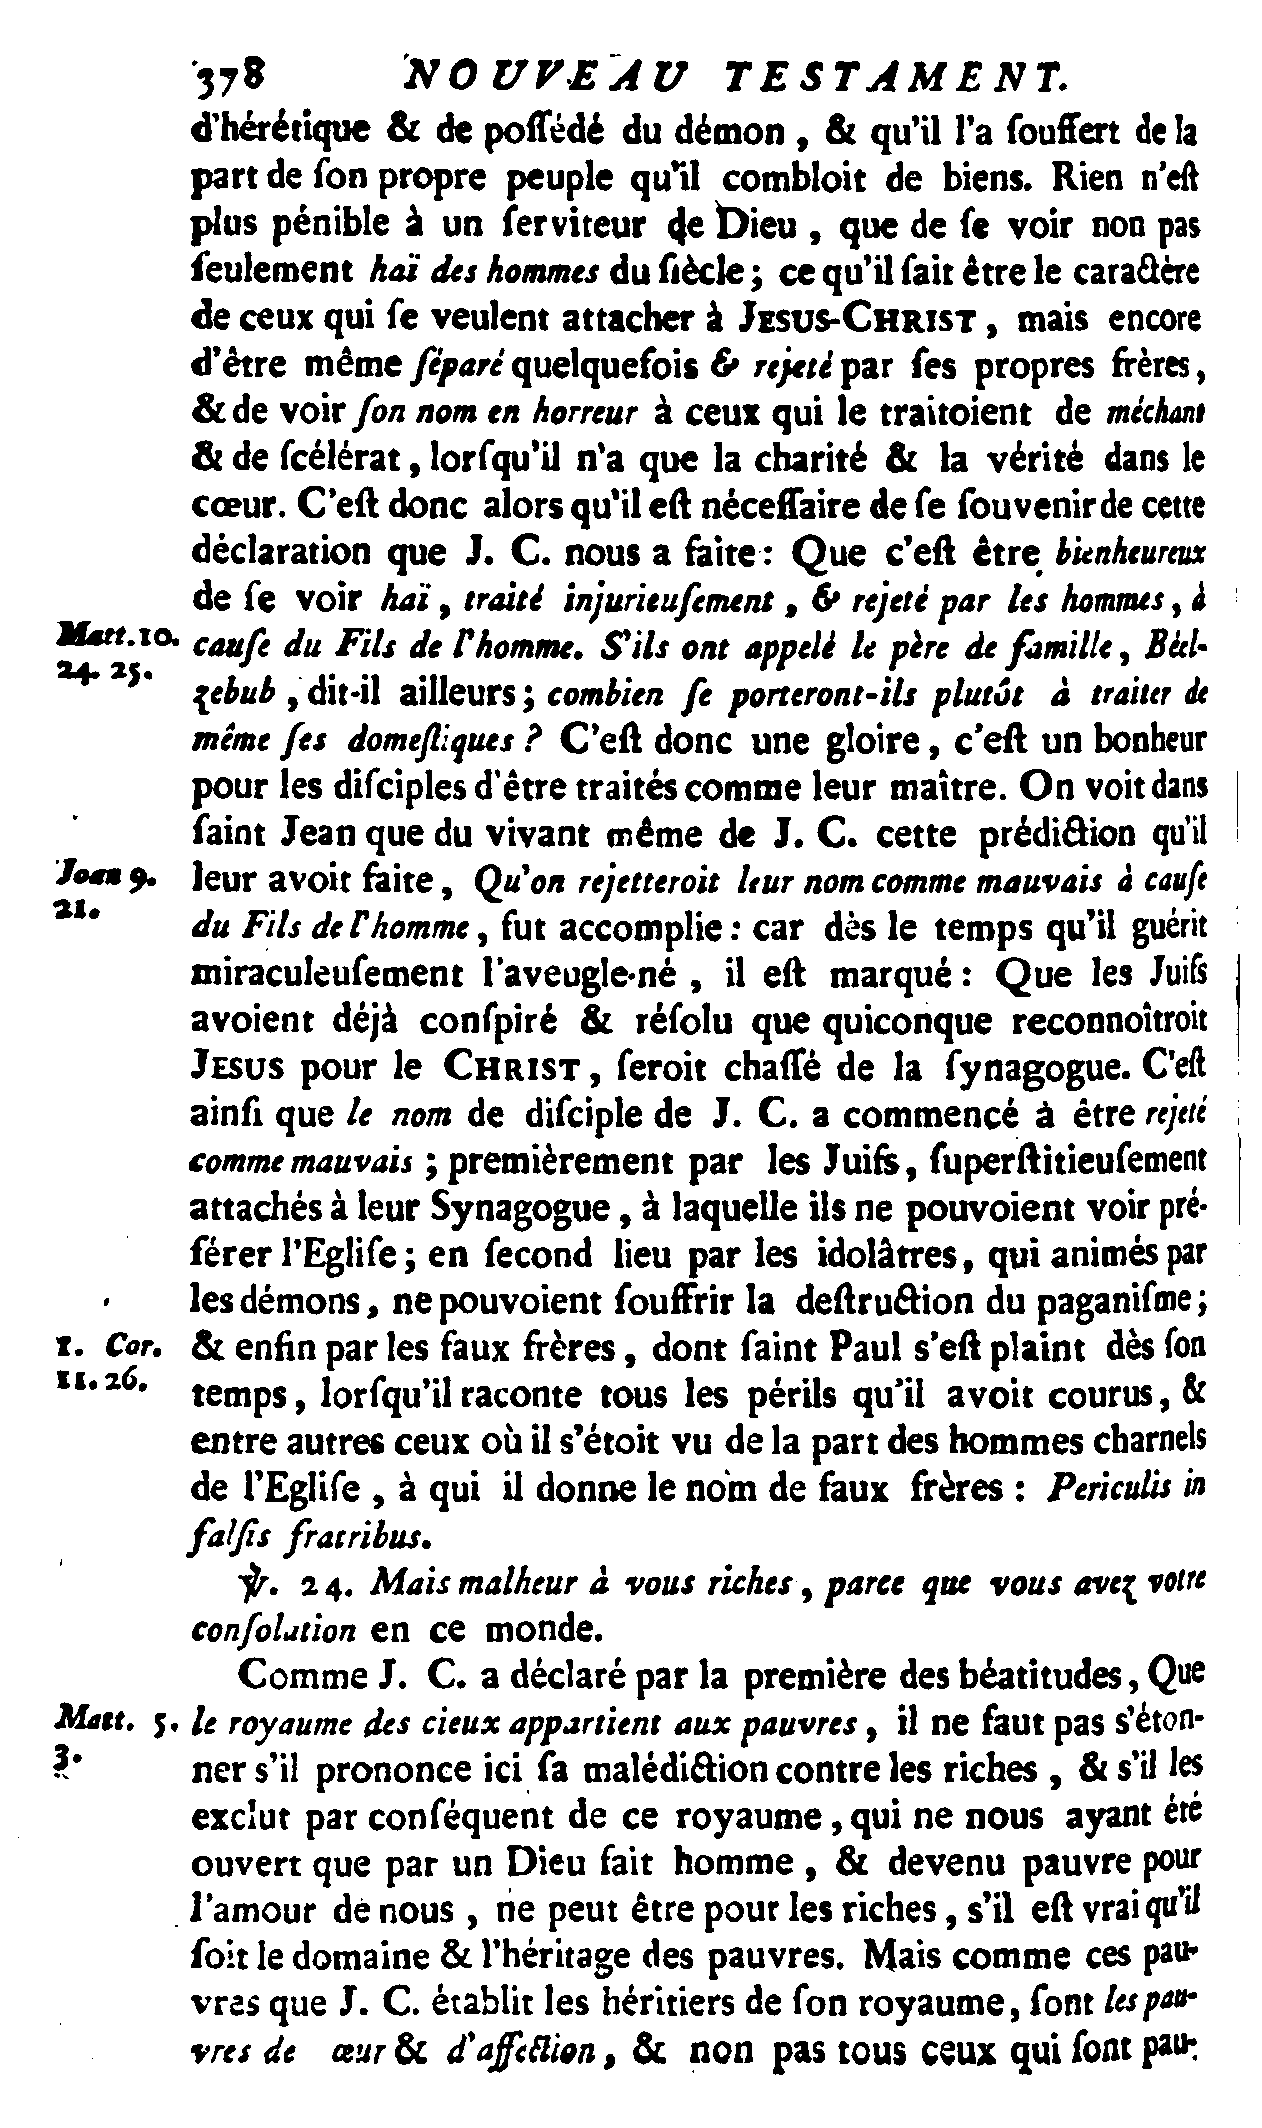 378 NOUVEAU TESTAMENT.
d'hérétique & de poſſédé du démon, & qu'il l'a ſouffert de la
part de ſon propre peuple qu'il combloit de biens. Rien n'eſt
plus pénible à un ſerviteur de Dieu, que de ſe voir non pas
ſeulement haï des hommes du ſiècle; ce qu'il ſait être le caractère
de ceux qui ſe veulent attacher à JESUS-CHRIST, mais encore
d'être même ſéparé quelquefois & rejeté par ſes propres frères,
& de voir ſon nom en horreur à ceux qui le traitoient de méchant
& de ſcélérat, lorſqu'il n'a que la charité & la vérité dans le
cœur. C'eſt donc alors qu'il eſt néceſſaire de ſe ſouvenir de cette
déclaration que J. C. nous a faite: Que c'eſt être bienheureux
de ſe voir haï, traité injurieuſement, & rejeté par les hommes, à
Matt. 10. cauſe du Fils de l'homme. S'ils ont appelé le père de famille, Béel-
24. 25. zebub, dit-il ailleurs; combien ſe porteront-ils plutôt à traiter de
même ſes domeſtiques? C'eſt donc une gloire, c'eſt un bonheur
pour les diſciples d'être traités comme leur maître. On voit dans
ſaint Jean que du vivant même de J. C. cette prédiction qu'il
Joan 9. leur avoit faite, Qu'on rejetteroit leur nom comme mauvais à cauſe
21. du Fils de l'homme, fut accomplie: car dès le temps qu'il guérit
miraculeuſement l'aveugle-né, il eſt marqué: Que les Juifs
avoient déjà conſpiré & réſolu que quiconque reconnoîtroit
JESUS pour le CHRIST, ſeroit chaſſé de la ſynagogue. C'eſt
ainſi que le nom de diſciple de J. C. a commencé à être rejeté
comme mauvais; premièrement par les Juifs, ſuperſtitieuſement
attachés à leur Synagogue, à laquelle ils ne pouvoient voir pré-
férer l'Egliſe; en ſecond lieu par les idolâtres, qui animés par
les démons, ne pouvoient ſouffrir la deſtruction du paganiſme;
1. Cor. & enfin par les faux frères, dont ſaint Paul s'eſt plaint dès ſon
11. 26. temps, lorſqu'il raconte tous les périls qu'il avoit courus, &
entre autres ceux où il s'étoit vu de la part des hommes charnels
de l'Egliſe, à qui il donne le nom de faux frères: Periculis in
falſis fratribus.
℣. 24. Mais malheur à vous riches, parce que vous avez votre
conſolation en ce monde.
Comme J. C. a déclaré par la première des béatitudes, Que
Matt. 5. le royaume des cieux appartient aux pauvres, il ne faut pas s'éton-
3. ner s'il prononce ici ſa malédiction contre les riches, & s'il les
exclut par conſéquent de ce royaume, qui ne nous ayant été
ouvert que par un Dieu fait homme, & devenu pauvre pour
l'amour de nous, ne peut être pour les riches, s'il eſt vrai qu'il
ſoit le domaine & l'héritage des pauvres. Mais comme ces pau-
vres que J. C. établit les héritiers de ſon royaume, ſont les pau-
vres de œur & d'affection, & non pas tous ceux qui ſont pau-